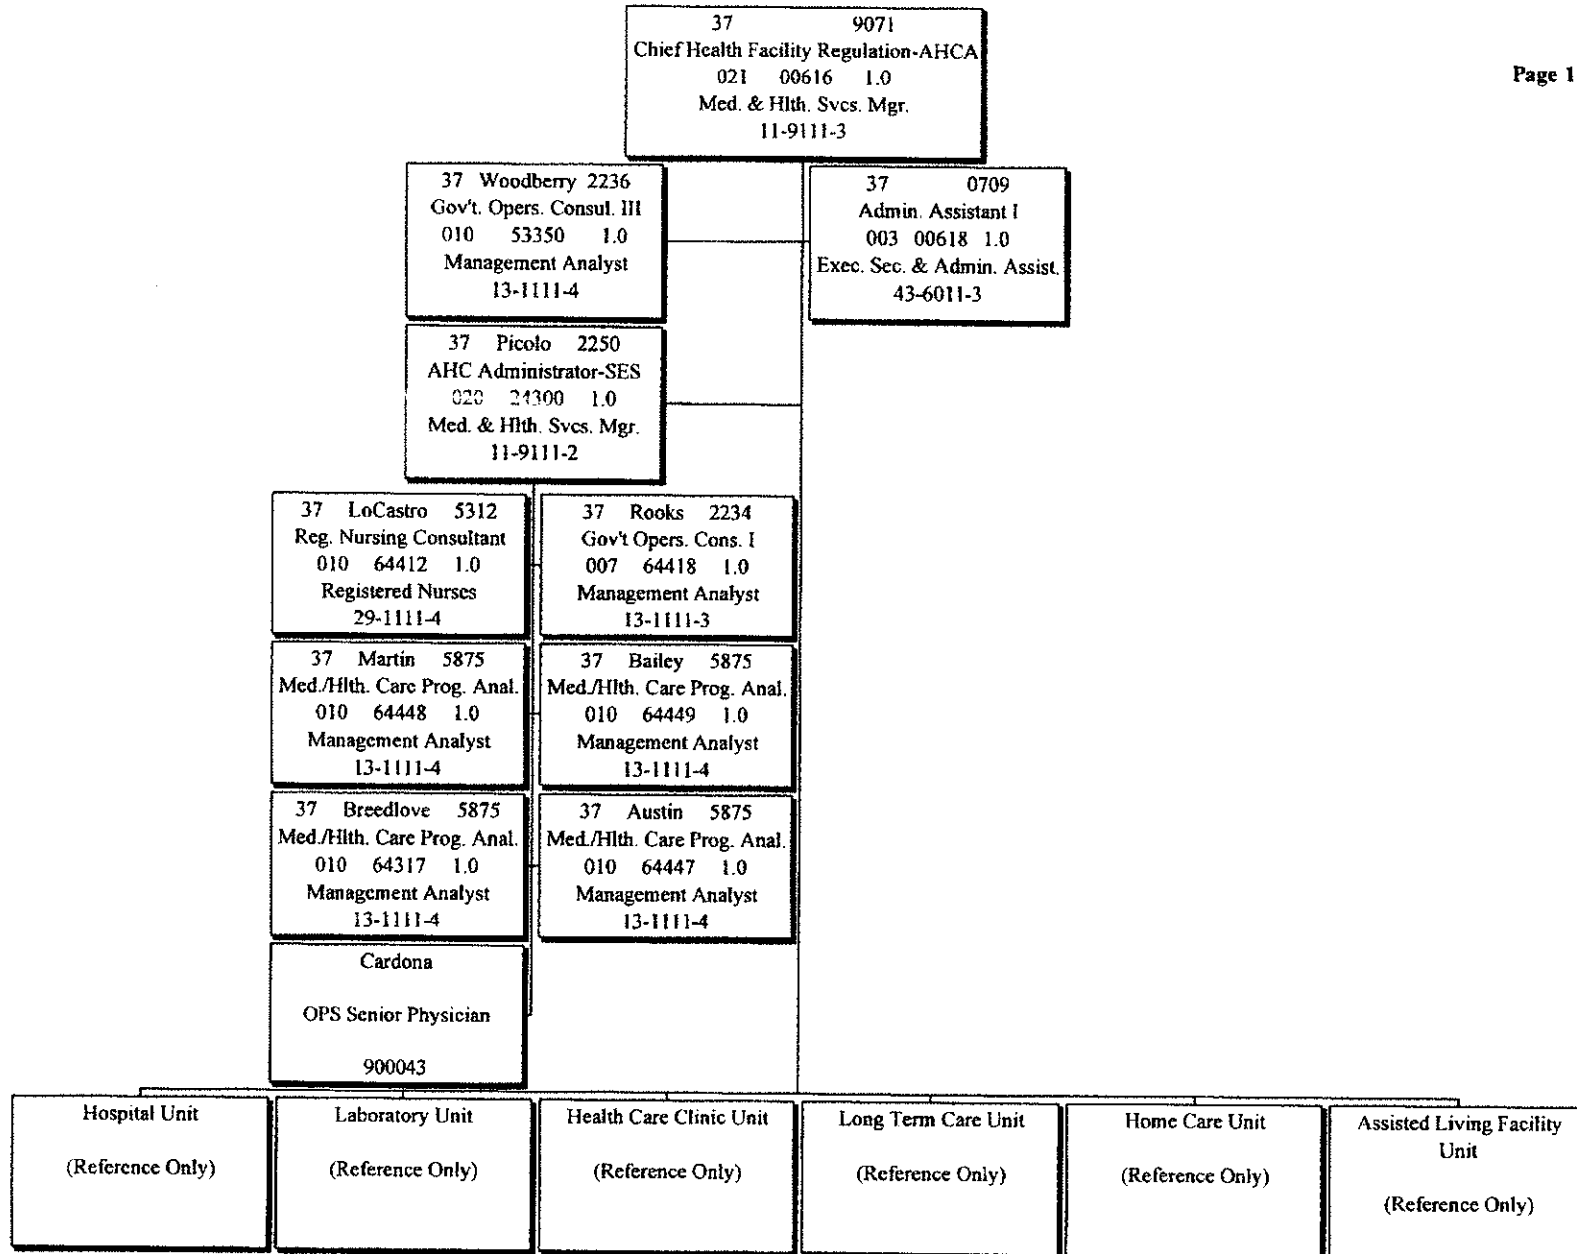 37 9071
Chief Health Facility Regulation-AHCA
021 00616 1.0
Med. & Hlth. Svcs. Mgr.
11-9111-3
Page 1
37 Woodberry 2236
Gov't. Opers. Consul. III
010 53350 1.0
Management Analyst
13-1111-4
37 0709
Admin. Assistant I
003 00618 1.0
Exec. Sec. & Admin. Assist.
43-6011-3
37 Picolo 2250
AHC Administrator-SES
020 24300 1.0
Med. & Hlth. Svcs. Mgr.
11-9111-2
37 LoCastro 5312
Reg. Nursing Consultant
010 64412 1.0
Registered Nurses
29-1111-4
37 Rooks 2234
Gov't Opers. Cons. I
007 64418 1.0
Management Analyst
13-1111-3
37 Martin 5875
Med./Hlth. Care Prog. Anal.
010 64448 1.0
Management Analyst
13-1111-4
37 Bailey 5875
Med./Hlth. Care Prog. Anal.
010 64449 1.0
Management Analyst
13-1111-4
37 Breedlove 5875
Med./Hlth. Care Prog. Anal.
010 64317 1.0
Management Analyst
13-1111-4
37 Austin 5875
Med./Hlth. Care Prog. Anal.
010 64447 1.0
Management Analyst
13-1111-4
Cardona
OPS Senior Physician
900043
Hospital Unit
(Reference Only)
Laboratory Unit
(Reference Only)
Health Care Clinic Unit
(Reference Only)
Long Term Care Unit
(Reference Only)
Home Care Unit
(Reference Only)
Assisted Living Facility
Unit
(Reference Only)